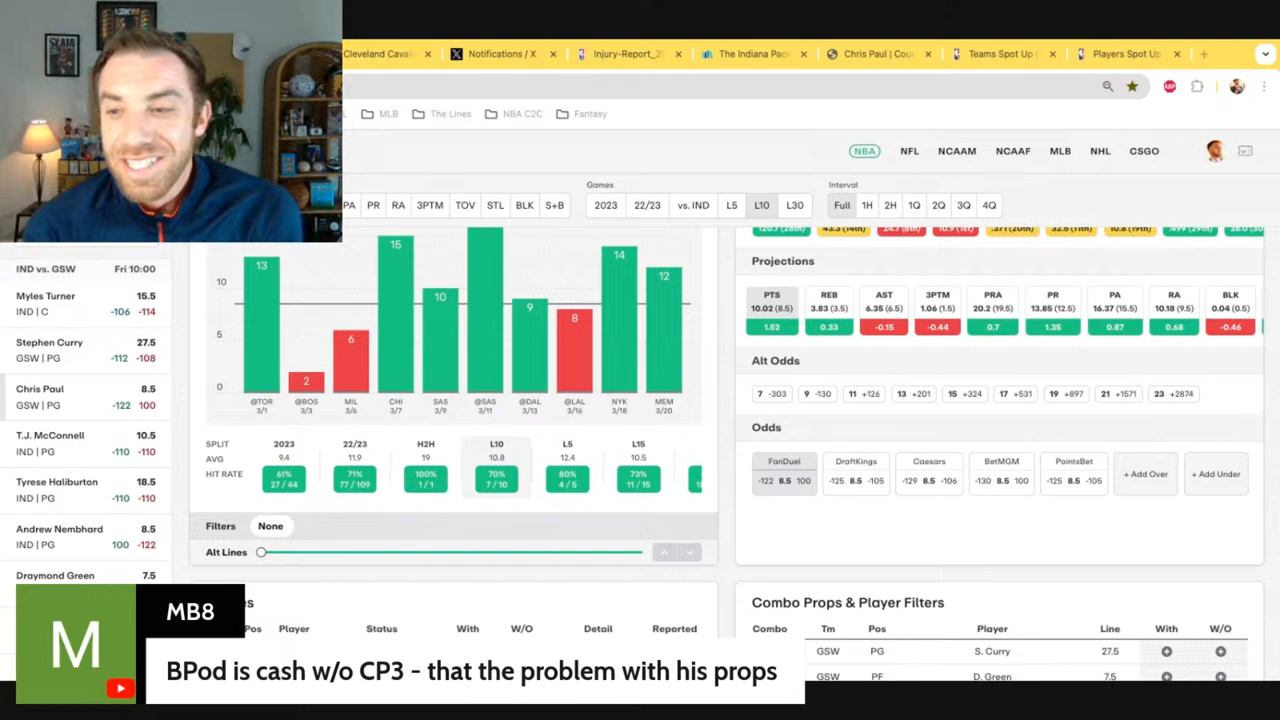 Cleveland Cavali
Notifications / X
Injury-Report_20
The Indiana Pace
Chris Paul | Cour
Teams Spot Up |
Players Spot Up
MLB
The Lines
NBA C2C
Fantasy
ABP
NBA NFL NCAAM NCAAF MLB NHL CSGO
Games
Interval
PA PR RA 3PTM TOV STL BLK S+B
2023 22/23 vs. IND L5 L10 L30
Full 1H 2H 1Q 2Q 3Q 4Q
IND vs. GSW Fri 10:00
Myles Turner 15.5
IND | C -106 -114
Stephen Curry 27.5
GSW | PG -112 -108
Chris Paul 8.5
GSW | PG -122 100
T.J. McConnell 10.5
IND | PG -110 -110
Tyrese Haliburton 18.5
IND | PG -110 -110
Andrew Nembhard 8.5
IND | PG 100 -122
Draymond Green 7.5
10
5
0
13 2 6 15 10 9 8 14 12
@TOR @BOS MIL CHI SAS @SAS @DAL @LAL NYK MEM
3/1 3/3 3/6 3/7 3/9 3/11 3/13 3/16 3/18 3/20
SPLIT 2023 22/23 H2H L10 L5 L15
AVG 9.4 11.9 19 10.8 12.4 10.5
HIT RATE 61% 71% 100% 70% 80% 73%
27 / 44 77 / 109 1 / 1 7 / 10 4 / 5 11 / 15
Filters None
Alt Lines
Projections
PTS REB AST 3PTM PRA PR PA RA BLK
10.02 (8.5) 3.83 (3.5) 6.35 (6.5) 1.06 (1.5) 20.2 (19.5) 13.85 (12.5) 16.37 (15.5) 10.18 (9.5) 0.04 (0.5)
1.52 0.33 -0.15 -0.44 0.7 1.35 0.87 0.68 -0.46
Alt Odds
7 -303 9 -130 11 +126 13 +201 15 +324 17 +531 19 +897 21 +1571 23 +2874
Odds
FanDuel DraftKings Caesars BetMGM PointsBet
-122 8.5 100 -125 8.5 -105 -129 8.5 -106 -130 8.5 100 -125 8.5 -105
+ Add Over + Add Under
Pos Player Status With W/O Detail Reported
Combo Props & Player Filters
Combo Tm Pos Player Line With W/O
GSW PG S. Curry 27.5
GSW PF D. Green 7.5
M
MB8
BPod is cash w/o CP3 - that the problem with his props